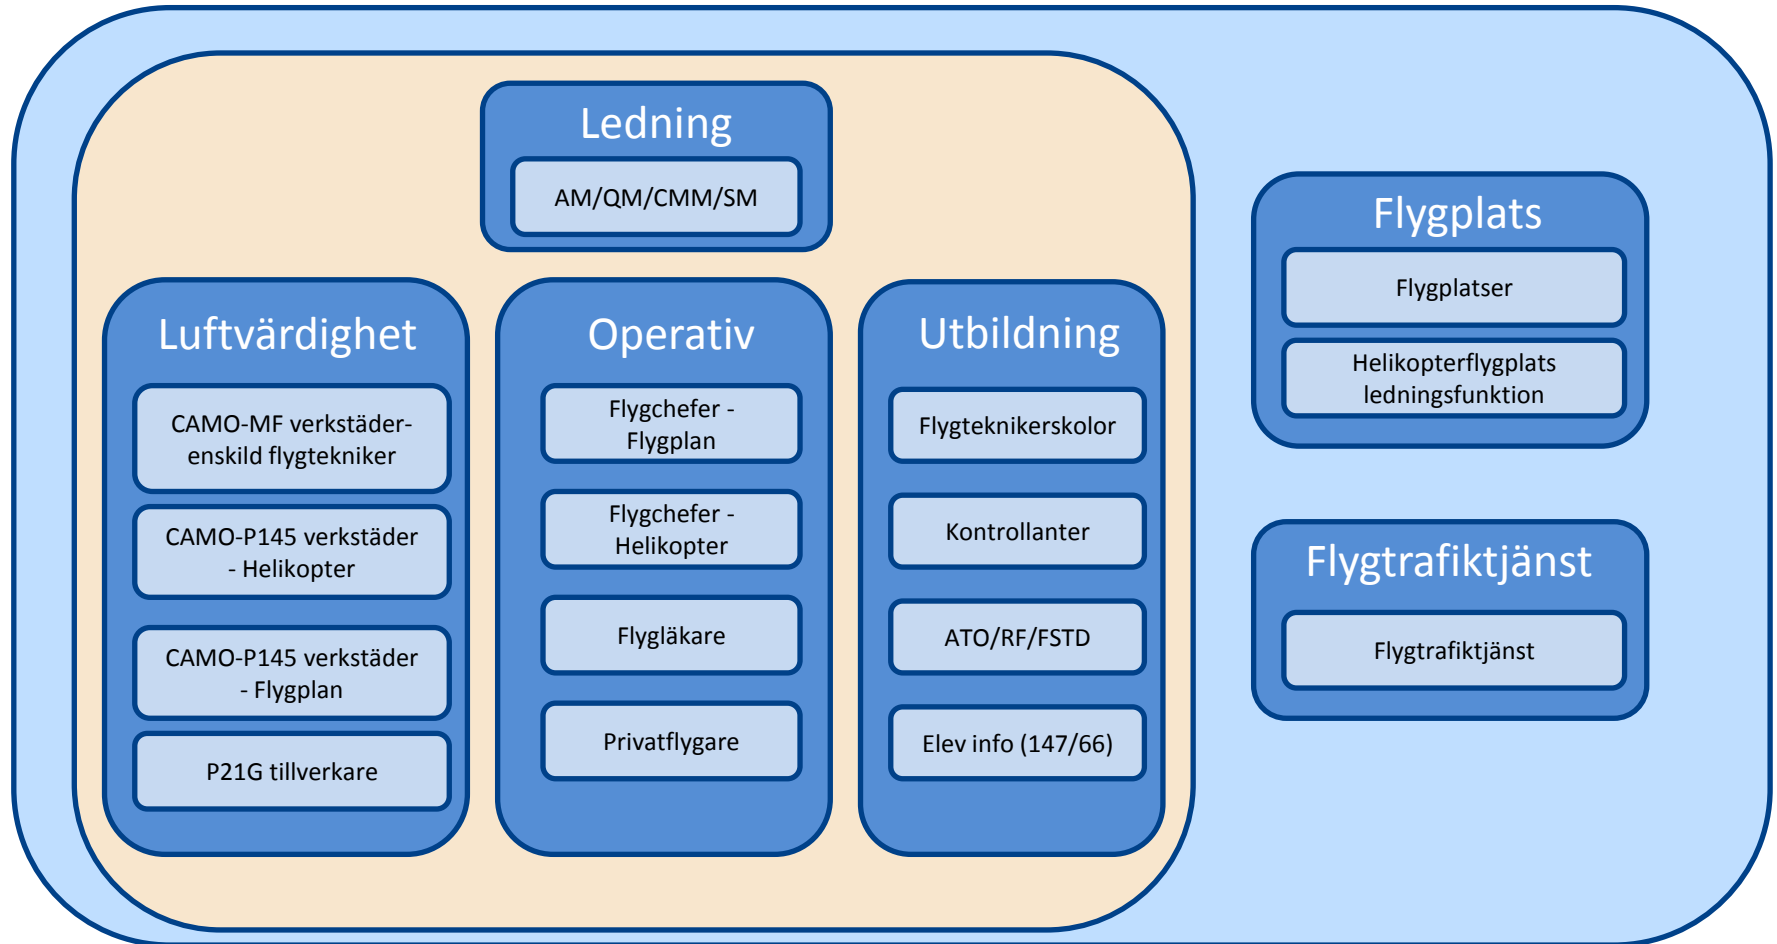 Ledning
AM/QM/CMM/SM
Luftvärdighet
CAMO-MF verkstäder-
enskild flygtekniker
CAMO-P145 verkstäder
- Helikopter
CAMO-P145 verkstäder
- Flygplan
P21G tillverkare
Operativ
Flygchefer -
Flygplan
Flygchefer -
Helikopter
Flygläkare
Privatflygare
Utbildning
Flygteknikerskolor
Kontrollanter
ATO/RF/FSTD
Elev info (147/66)
Flygplats
Flygplatser
Helikopterflygplats
ledningsfunktion
Flygtrafiktjänst
Flygtrafiktjänst